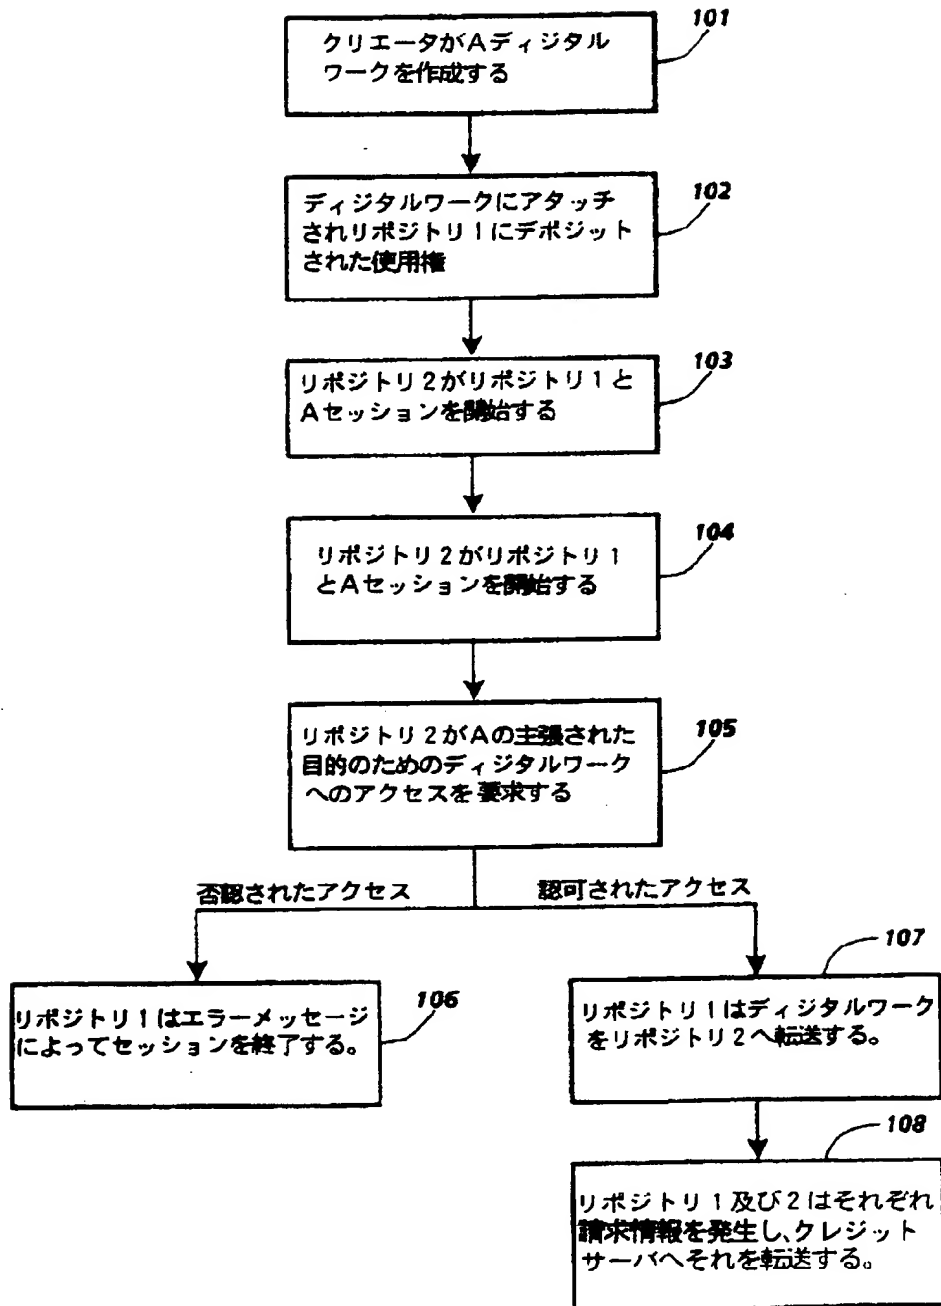 101
クリエータがAディジタル
ワークを作成する
102
ディジタルワークにアタッチ
されリポジトリ1にデポジット
された使用権
103
リポジトリ2がリポジトリ1と
Aセッションを開始する
104
リポジトリ2がリポジトリ1
とAセッションを開始する
105
リポジトリ2がAの主張された
目的のためのディジタルワーク
へのアクセスを要求する
否認されたアクセス
認可されたアクセス
106
リポジトリ1はエラーメッセージ
によってセッションを終了する。
107
リポジトリ1はディジタルワーク
をリポジトリ2へ転送する。
108
リポジトリ1及び2はそれぞれ
請求情報を発生し、クレジット
サーバへそれを転送する。